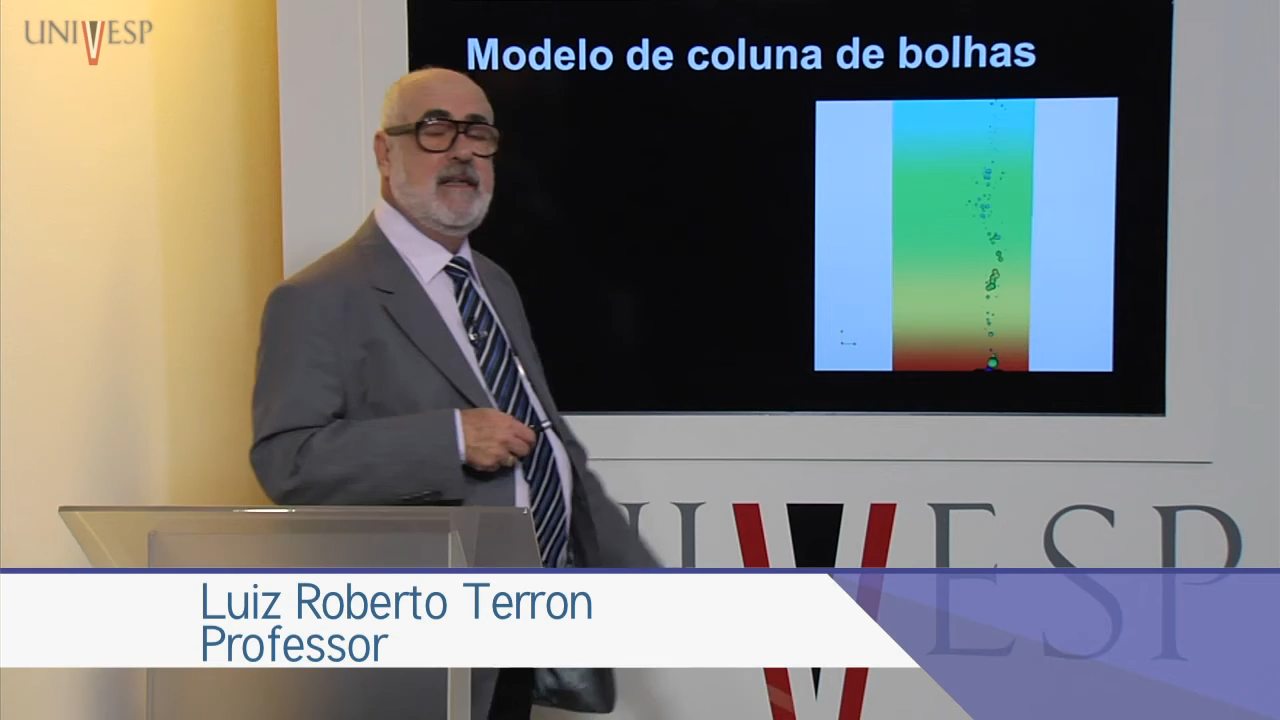 UNIVESP
Modelo de coluna de bolhas
UNIVESP
Luiz Roberto Terron
Professor